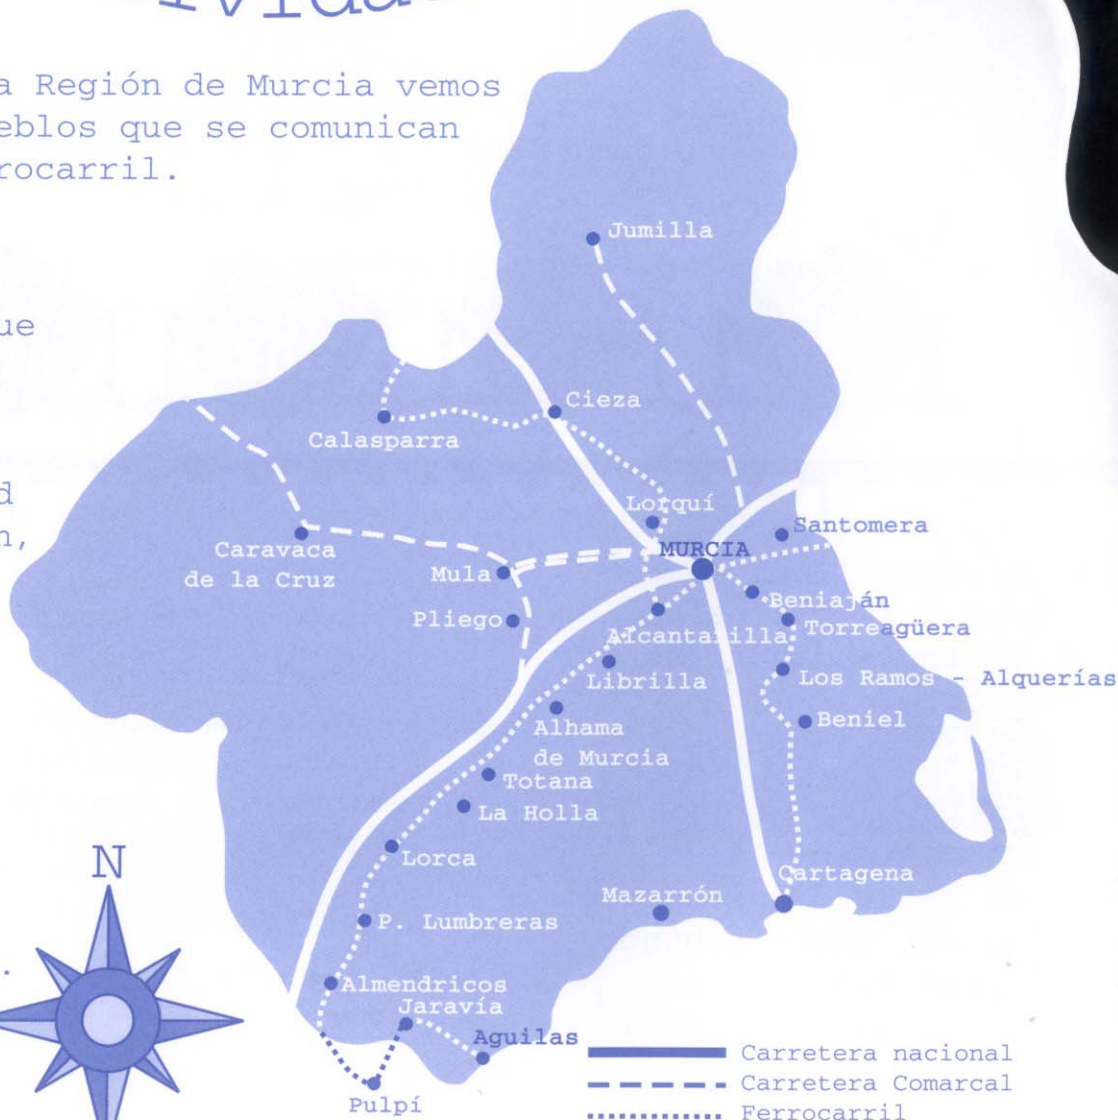 a Región de Murcia vemos
eblos que se comunican
rocarril.
ue
d
n,
Jumilla
Cieza
Calasparra
Lorquí
Santomera
MURCIA
Caravaca
de la Cruz
Mula
Beniaján
Pliego
Torreagüera
Alcantarilla
Los Ramos - Alquerías
Librilla
Beniel
Alhama
de Murcia
Totana
La Holla
Lorca
Cartagena
Mazarrón
P. Lumbreras
N
Almendricos
Jaravía
Aguilas
Pulpí
Carretera nacional
Carretera Comarcal
Ferrocarril